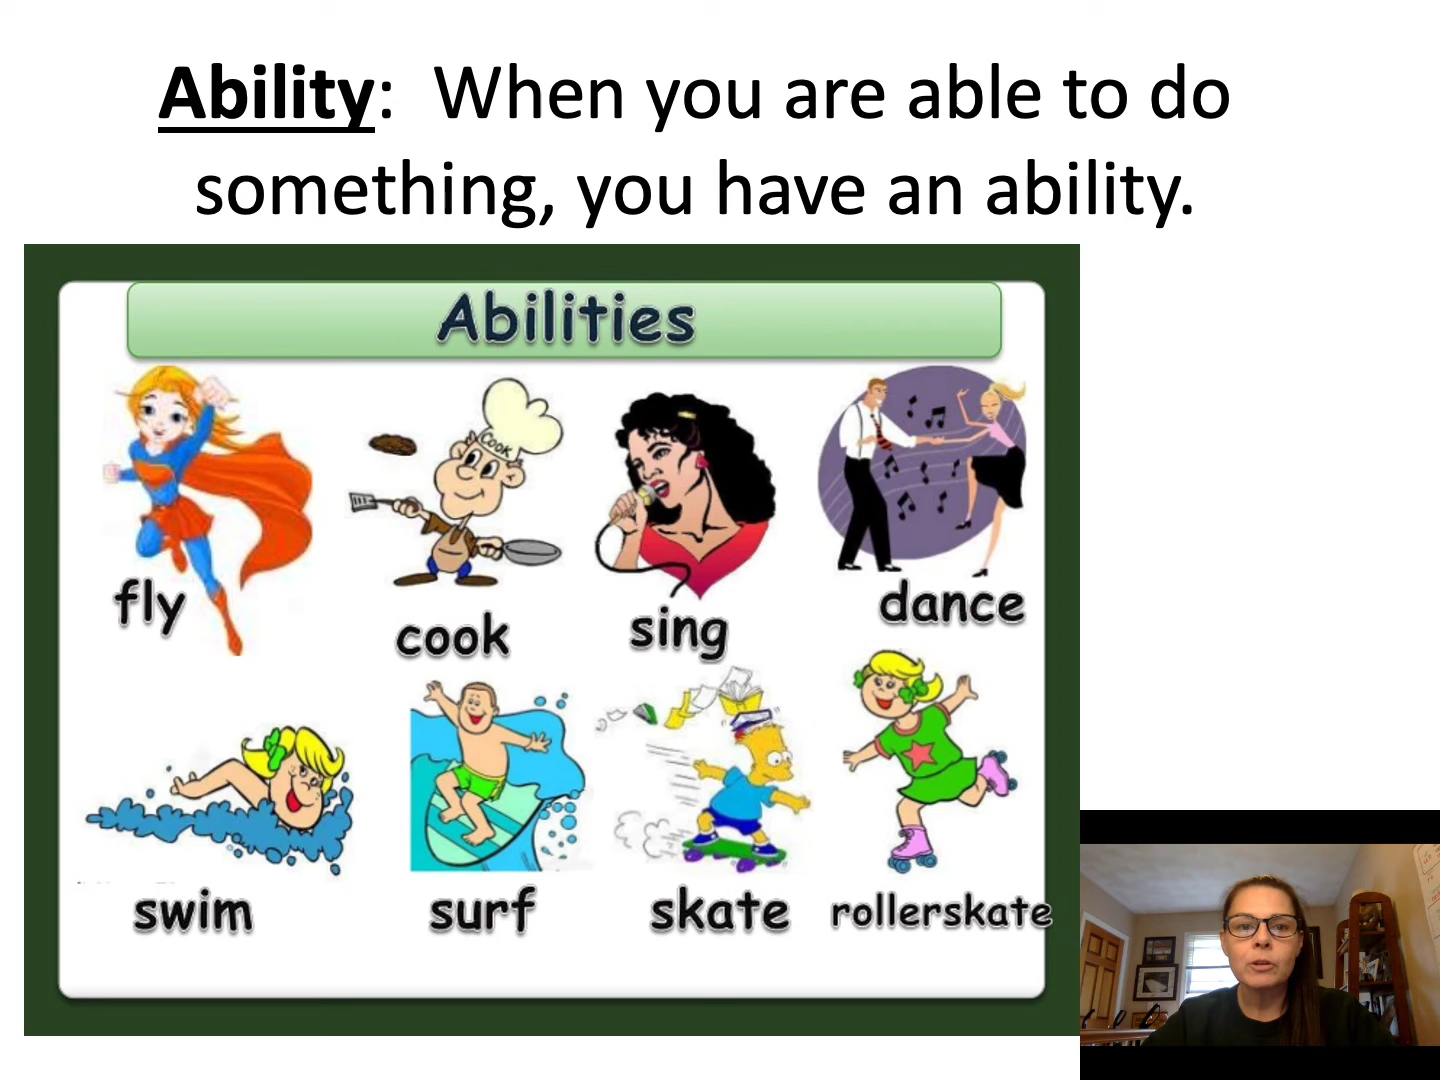 Ability: When you are able to do
something, you have an ability.
Abilities
Cook
fly
cook
sing
dance
swim
surf
skate
rollerskate